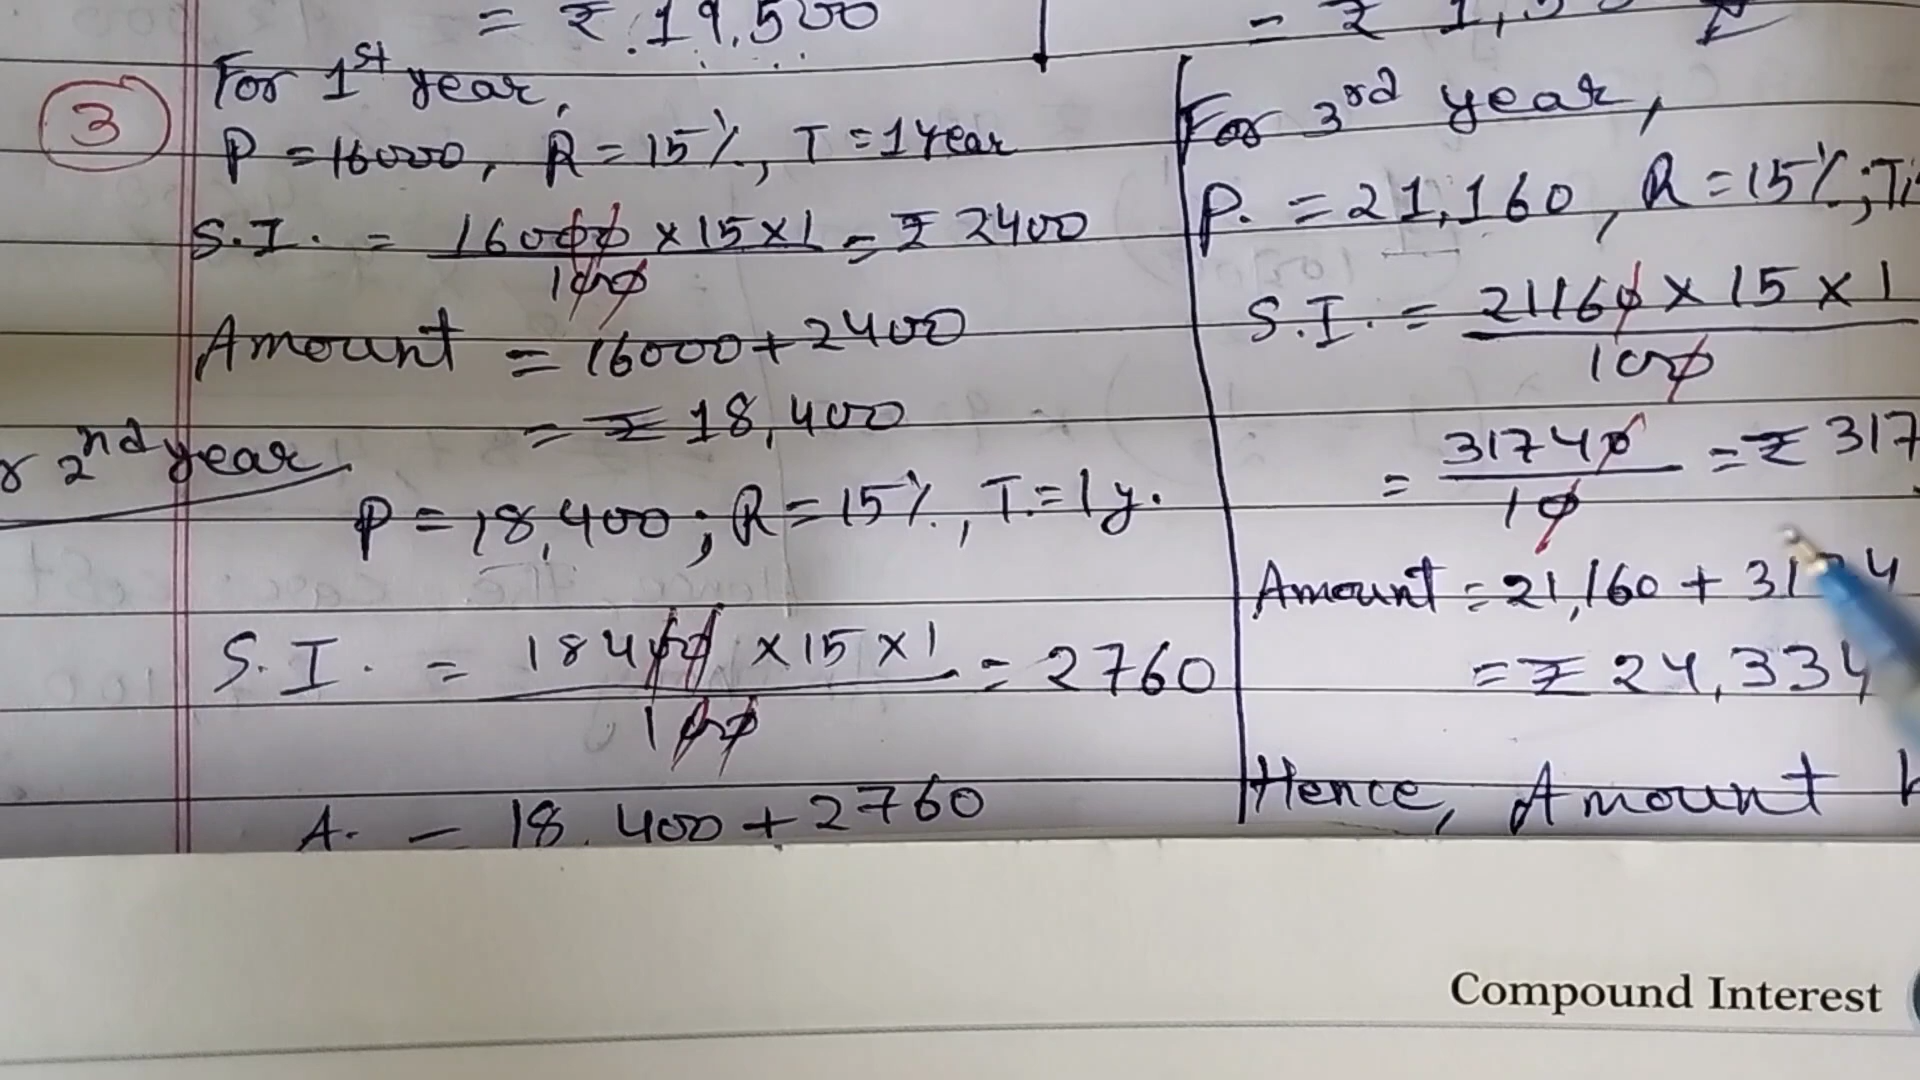 = ₹.19,500
3
For 1st year,
P = 16000, R = 15%, T = 1 year
S.I. = 16000 x 15 x 1 = ₹ 2400
100
Amount = 16000 + 2400
= ₹ 18,400
2nd year
P = 18,400; R = 15%, T. = 1 y.
S.I. = 18400 x 15 x 1 = 2760
100
A. = 18,400 + 2760
For 3rd year,
P. = 21,160, R = 15%;
S.I. = 21160 x 15 x 1
100
= 31740 = ₹ 317
10
Amount = 21,160 + 3174
= ₹ 24,334
Hence, Amount
Compound Interest